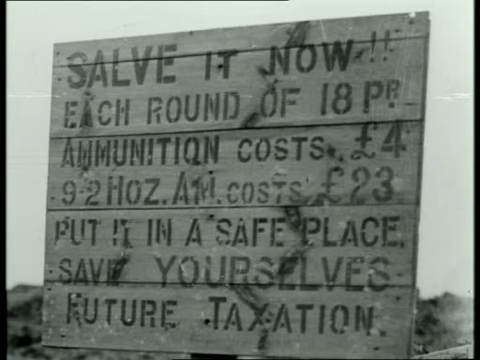 SALVE IT NOW!!
EACH ROUND OF 18 PR
AMMUNITION COSTS. £4
9-2 HOZ. AM. COSTS £23
PUT IT IN A SAFE PLACE.
SAVE YOURSELVES
FUTURE TAXATION.